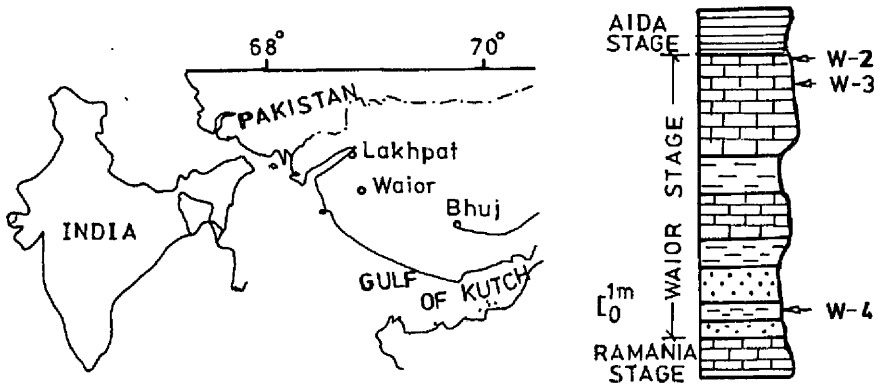 68°
70°
PAKISTAN
Lakhpat
Waior
Bhuj
INDIA
GULF
OF KUTCH
AIDA
STAGE
W-2
W-3
WAIOR STAGE
1m
0
W-4
RAMANIA
STAGE